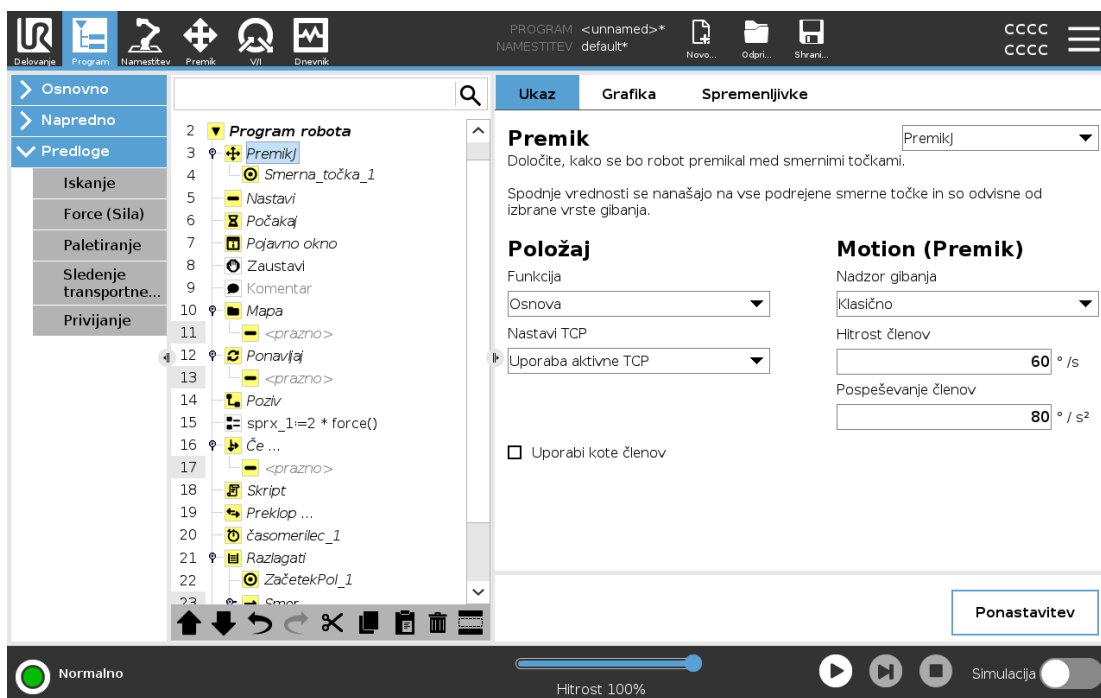 PROGRAM <unnamed>*
NAMESTITEV default*
Delovanje
Program
Namestitev
Premik
V/I
Dnevnik
Novo...
Odpri...
Shrani...
CCCC
CCCC
Osnovno
Napredno
Predloge
Iskanje
Force (Sila)
Paletiranje
Sledenje
transportne...
Privijanje
2 Program robota
3 PremikJ
4 Smerna_točka_1
5 Nastavi
6 Počakaj
7 Pojavno okno
8 Zaustavi
9 Komentar
10 Mapa
11 <prazno>
12 Ponavljaj
13 <prazno>
14 Poziv
15 sprx_1:=2 * force()
16 Če ...
17 <prazno>
18 Skript
19 Preklop ...
20 časomerilec_1
21 Razlagati
22 ZačetekPol_1
23 Smer
Ukaz
Grafika
Spremenljivke
Premik
PremikJ
Določite, kako se bo robot premikal med smernimi točkami.
Spodnje vrednosti se nanašajo na vse podrejene smerne točke in so odvisne od
izbrane vrste gibanja.
Položaj
Funkcija
Osnova
Nastavi TCP
Uporaba aktivne TCP
Uporabi kote členov
Motion (Premik)
Nadzor gibanja
Klasično
Hitrost členov
60 ° /s
Pospeševanje členov
80 ° / s²
Ponastavitev
Normalno
Hitrost 100%
Simulacija